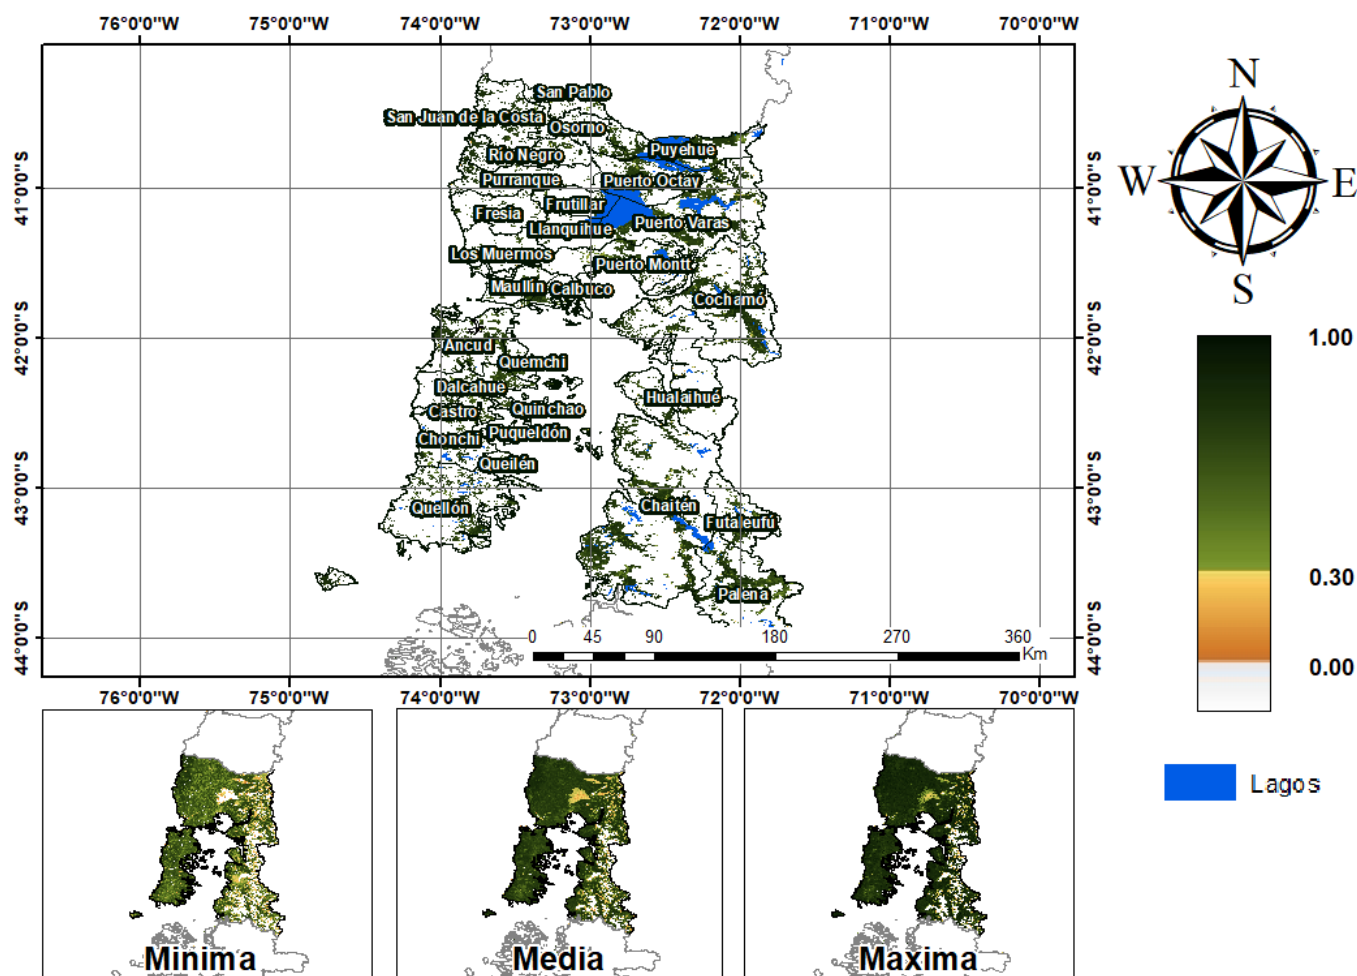 76°0'0"W 75°0'0"W 74°0'0"W 73°0'0"W 72°0'0"W 71°0'0"W 70°0'0"W
N
W E
S
41°0'0"S 41°0'0"S
42°0'0"S 42°0'0"S
43°0'0"S 43°0'0"S
44°0'0"S 44°0'0"S
San Pablo
San Juan de la Costa
Osorno
Puyehue
Río Negro
Purranque
Puerto Octay
Frutillar
Fresia
Puerto Varas
Llanquihue
Los Muermos
Puerto Montt
Maullín
Calbuco
Cochamó
Ancud
Quemchi
Dalcahue
Hualaihué
Castro
Quinchao
Chonchi
Puqueldón
Queilén
Quellón
Chaitén
Futaleufú
Palena
0 45 90 180 270 360
Km
76°0'0"W 75°0'0"W 74°0'0"W 73°0'0"W 72°0'0"W 71°0'0"W 70°0'0"W
1.00
0.30
0.00
Lagos
Minima
Media
Maxima